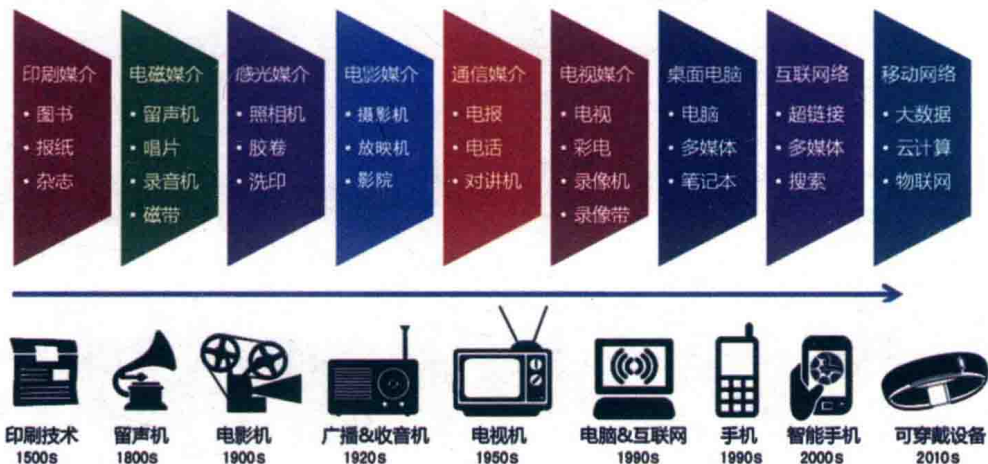 印刷媒介
• 图书
• 报纸
• 杂志
电磁媒介
• 留声机
• 唱片
• 录音机
• 磁带
感光媒介
• 照相机
• 胶卷
• 洗印
电影媒介
• 摄影机
• 放映机
• 影院
通信媒介
• 电报
• 电话
• 对讲机
电视媒介
• 电视
• 彩电
• 录像机
• 录像带
桌面电脑
• 电脑
• 多媒体
• 笔记本
互联网络
• 超链接
• 多媒体
• 搜索
移动网络
• 大数据
• 云计算
• 物联网
印刷技术
1500s
留声机
1800s
电影机
1900s
广播&收音机
1920s
电视机
1950s
电脑&互联网
1990s
手机
1990s
智能手机
2000s
可穿戴设备
2010s